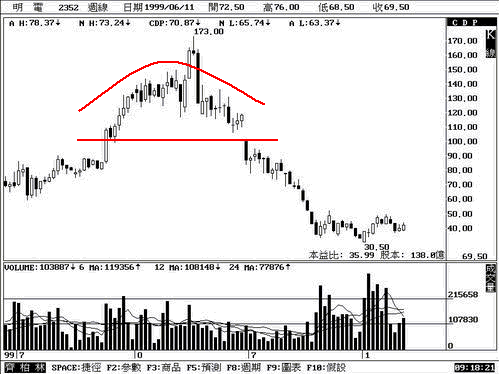 明 電 2352 週線 日期1999/06/11 開72.50 高76.00 低68.50 收69.50
A H:78.37↓ N H:73.24↓ CDP:70.87↓ N L:65.74↓ A L:63.37↓ CDP
173.00
K線
170.00
160.00
150.00
140.00
130.00
120.00
110.00
100.00
90.00
80.00
70.00
60.00
50.00
40.00
30.50
本益比: 35.99 股本: 138.0億 69.50
VOLUME:103887↓ 6 MA:119356↑ 12 MA:108148↓ 24 MA:77876↑
成交量
215658
107830
0
99 7 0 7 1
齊柏林 SPACE:捷徑 F2:參數 F3:商品 F5:預測 F8:週期 F9:圖表 F10:假設 09:18:21